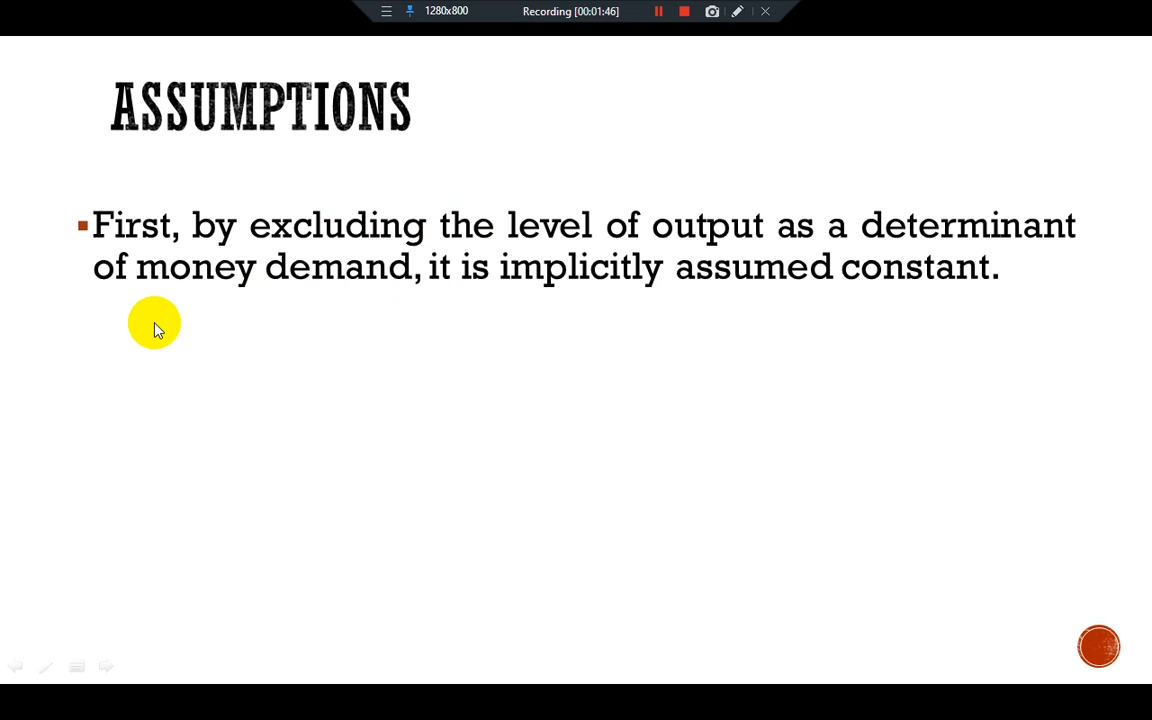 1280x800 Recording [00:01:46]
ASSUMPTIONS
▪First, by excluding the level of output as a determinant
of money demand, it is implicitly assumed constant.